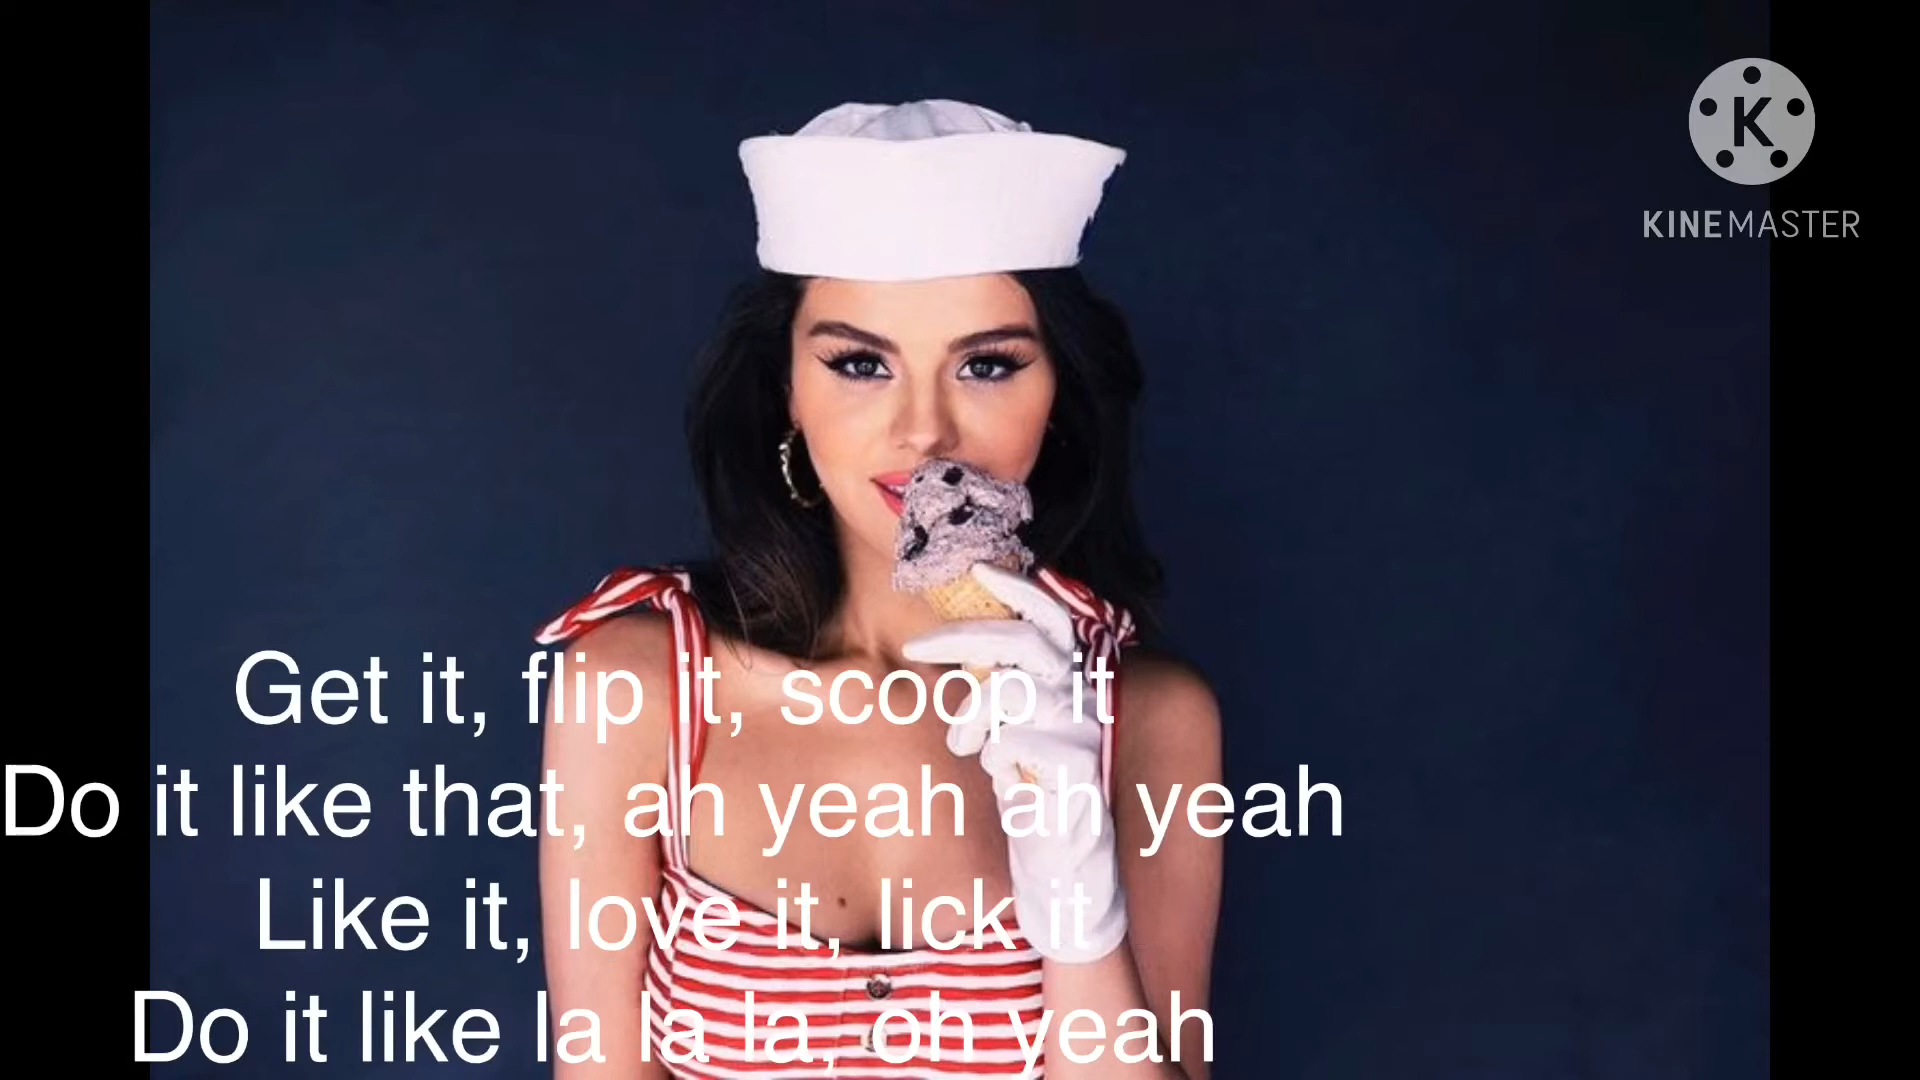 K
KINEMASTER
Get it, flip it, scoop it
Do it like that, ah yeah ah yeah
Like it, love it, lick it
Do it like la la la, oh yeah